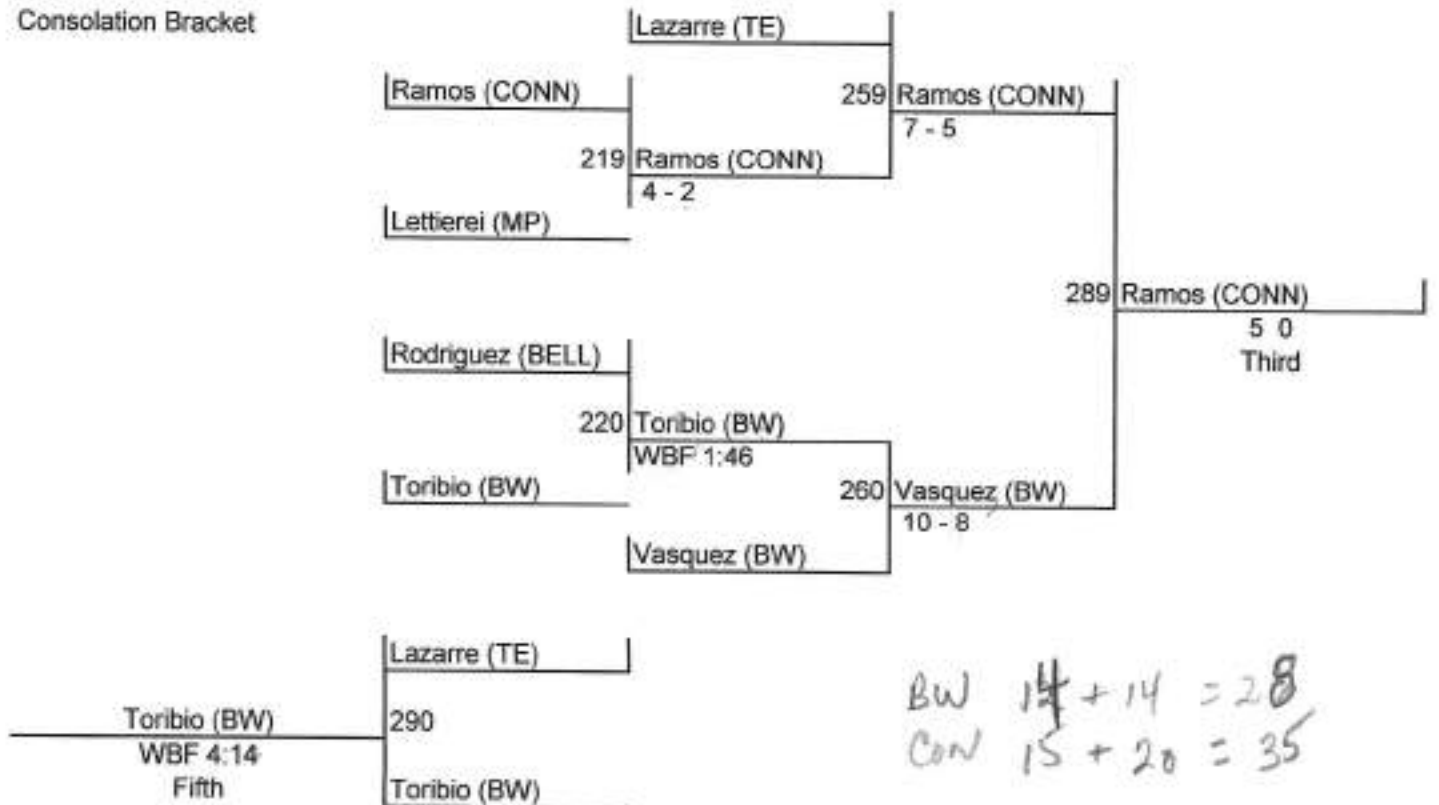 Consolation Bracket
Lazarre (TE)
Ramos (CONN)
259 Ramos (CONN)
7 - 5
219 Ramos (CONN)
4 - 2
Lettierei (MP)
289 Ramos (CONN)
5 0
Third
Rodriguez (BELL)
220 Toribio (BW)
WBF 1:46
Toribio (BW)
260 Vasquez (BW)
10 - 8
Vasquez (BW)
Lazarre (TE)
Toribio (BW)
290
WBF 4:14
Fifth
Toribio (BW)
BW 14 + 14 = 28
CON 15 + 20 = 35